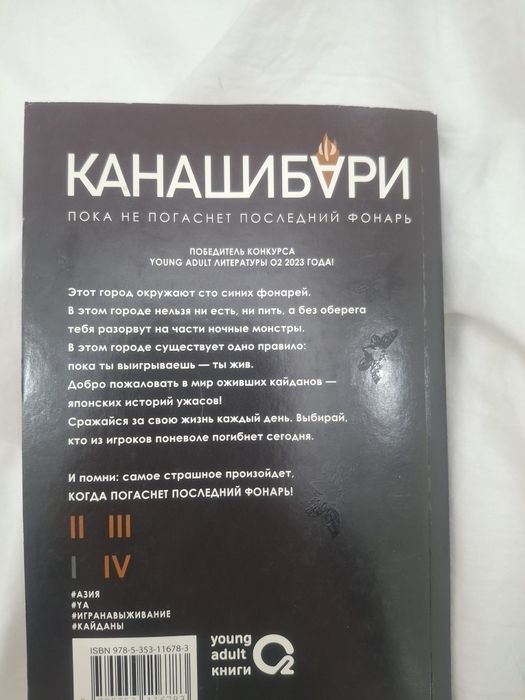 КАНАШИБАРИ
ПОКА НЕ ПОГАСНЕТ ПОСЛЕДНИЙ ФОНАРЬ
ПОБЕДИТЕЛЬ КОНКУРСА
YOUNG ADULT ЛИТЕРАТУРЫ О2 2023 ГОДА!
Этот город окружают сто синих фонарей.
В этом городе нельзя ни есть, ни пить, а без оберега
тебя разорвут на части ночные монстры.
В этом городе существует одно правило:
пока ты выигрываешь — ты жив.
Добро пожаловать в мир оживших кайданов —
японских историй ужасов!
Сражайся за свою жизнь каждый день. Выбирай,
кто из игроков поневоле погибнет сегодня.
И помни: самое страшное произойдет,
КОГДА ПОГАСНЕТ ПОСЛЕДНИЙ ФОНАРЬ!
II III
I IV
#АЗИЯ
#YA
#ИГРАНАВЫЖИВАНИЕ
#КАЙДАНЫ
ISBN 978-5-353-11678-3
young
adult
книги
O2